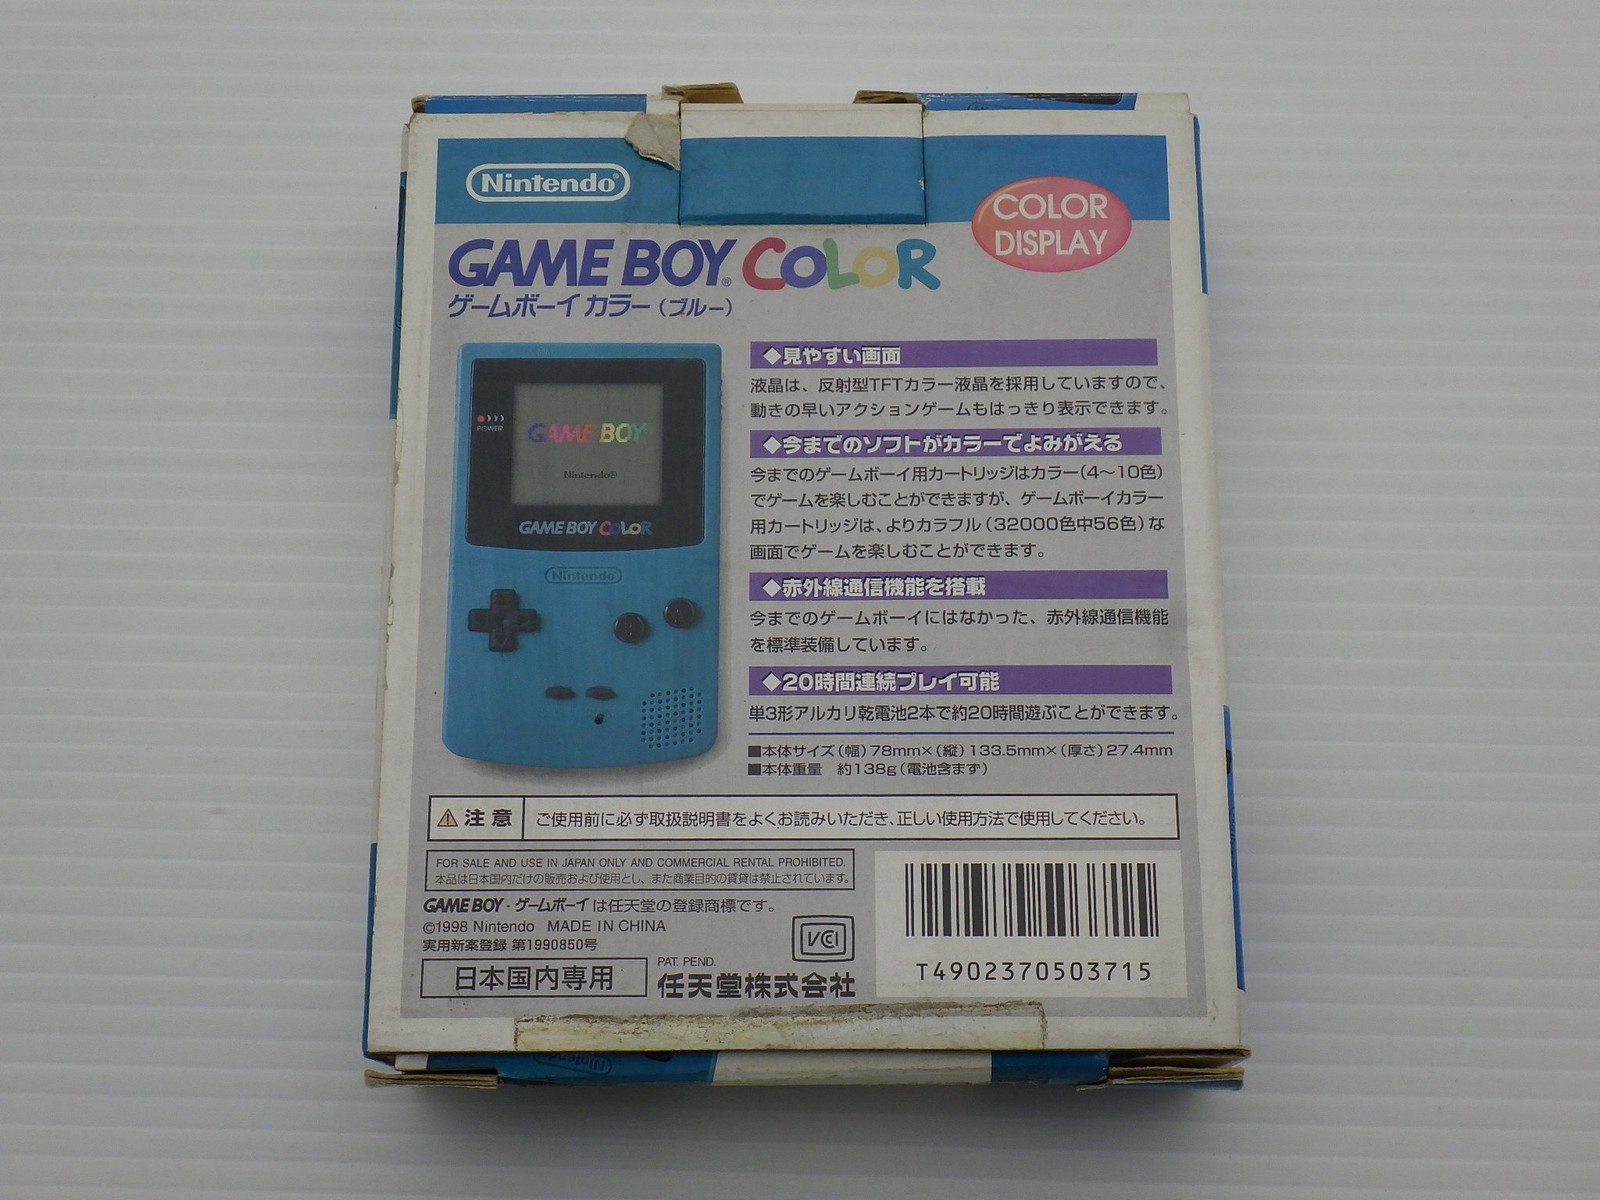 Nintendo®
COLOR
DISPLAY
GAME BOY® COLOR
ゲームボーイ カラー(ブルー)
POWER
GAME BOY
Nintendo®
GAME BOY COLOR
Nintendo®
◆見やすい画面
液晶は、反射型TFTカラー液晶を採用していますので、
動きの早いアクションゲームもはっきり表示できます。
◆今までのソフトがカラーでよみがえる
今までのゲームボーイ用カートリッジはカラー(4〜10色)
でゲームを楽しむことができますが、ゲームボーイカラー
用カートリッジは、よりカラフル(32000色中56色)な
画面でゲームを楽しむことができます。
◆赤外線通信機能を搭載
今までのゲームボーイにはなかった、赤外線通信機能
を標準装備しています。
◆20時間連続プレイ可能
単3形アルカリ乾電池2本で約20時間遊ぶことができます。
■本体サイズ(幅)78mm×(縦)133.5mm×(厚さ)27.4mm
■本体重量 約138g(電池含まず)
注意 ご使用前に必ず取扱説明書をよくお読みいただき、正しい使用方法で使用してください。
FOR SALE AND USE IN JAPAN ONLY AND COMMERCIAL RENTAL PROHIBITED.
本品は日本国内だけの販売および使用とし、また商業目的の賃貸は禁止されています。
GAME BOY・ゲームボーイは任天堂の登録商標です。
©1998 Nintendo MADE IN CHINA
実用新案登録 第1990850号
日本国内専用
PAT. PEND.
任天堂株式会社
VCI
T4902370503715